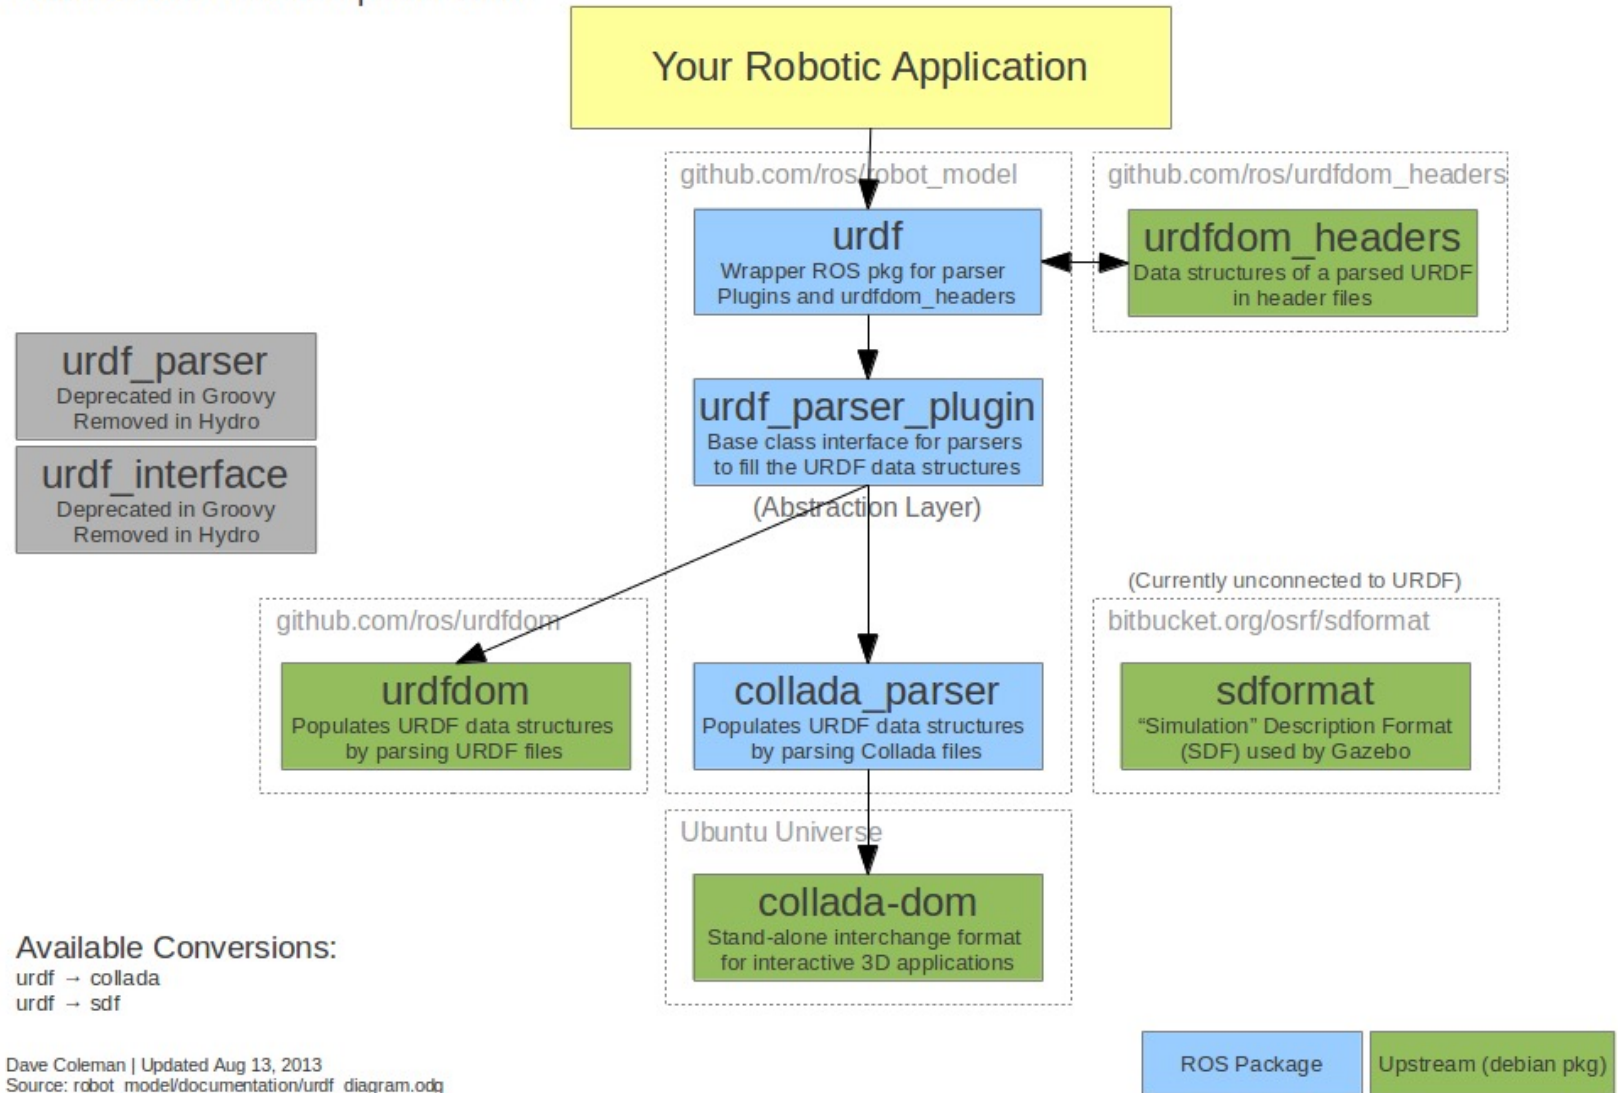 Your Robotic Application
github.com/ros/robot_model
github.com/ros/urdfdom_headers
urdf
Wrapper ROS pkg for parser
Plugins and urdfdom_headers
urdfdom_headers
Data structures of a parsed URDF
in header files
urdf_parser
Deprecated in Groovy
Removed in Hydro
urdf_interface
Deprecated in Groovy
Removed in Hydro
urdf_parser_plugin
Base class interface for parsers
to fill the URDF data structures
(Abstraction Layer)
(Currently unconnected to URDF)
github.com/ros/urdfdom
bitbucket.org/osrf/sdformat
urdfdom
Populates URDF data structures
by parsing URDF files
collada_parser
Populates URDF data structures
by parsing Collada files
sdformat
“Simulation” Description Format
(SDF) used by Gazebo
Ubuntu Universe
collada-dom
Stand-alone interchange format
for interactive 3D applications
Available Conversions:
urdf → collada
urdf → sdf
Dave Coleman | Updated Aug 13, 2013
Source: robot_model/documentation/urdf_diagram.odg
ROS Package
Upstream (debian pkg)